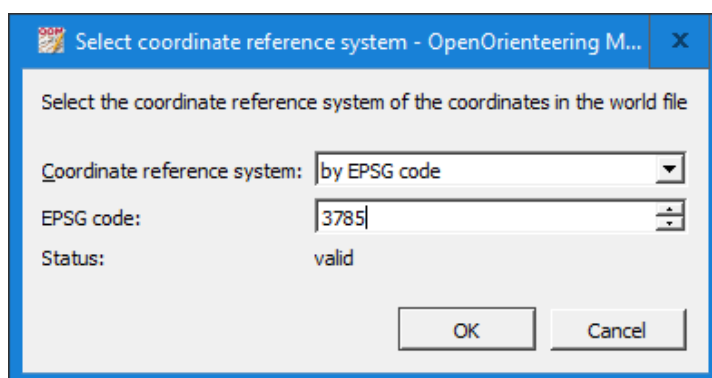 Select coordinate reference system - OpenOrienteering M...
Select the coordinate reference system of the coordinates in the world file
Coordinate reference system: by EPSG code
EPSG code: 3785
Status: valid
OK Cancel